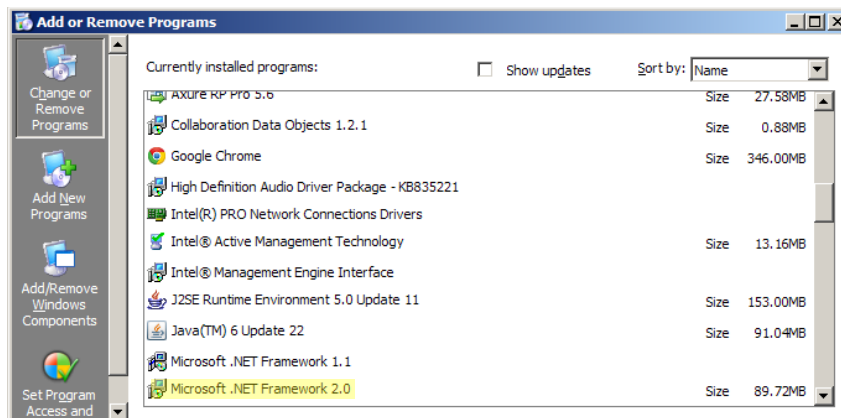 Add or Remove Programs
Change or
Remove
Programs
Add New
Programs
Add/Remove
Windows
Components
Set Program
Access and
Currently installed programs:
Show updates
Sort by: Name
Axure RP Pro 5.6 Size 27.58MB
Collaboration Data Objects 1.2.1 Size 0.88MB
Google Chrome Size 346.00MB
High Definition Audio Driver Package - KB835221
Intel(R) PRO Network Connections Drivers
Intel® Active Management Technology Size 13.16MB
Intel® Management Engine Interface
J2SE Runtime Environment 5.0 Update 11 Size 153.00MB
Java(TM) 6 Update 22 Size 91.04MB
Microsoft .NET Framework 1.1
Microsoft .NET Framework 2.0 Size 89.72MB